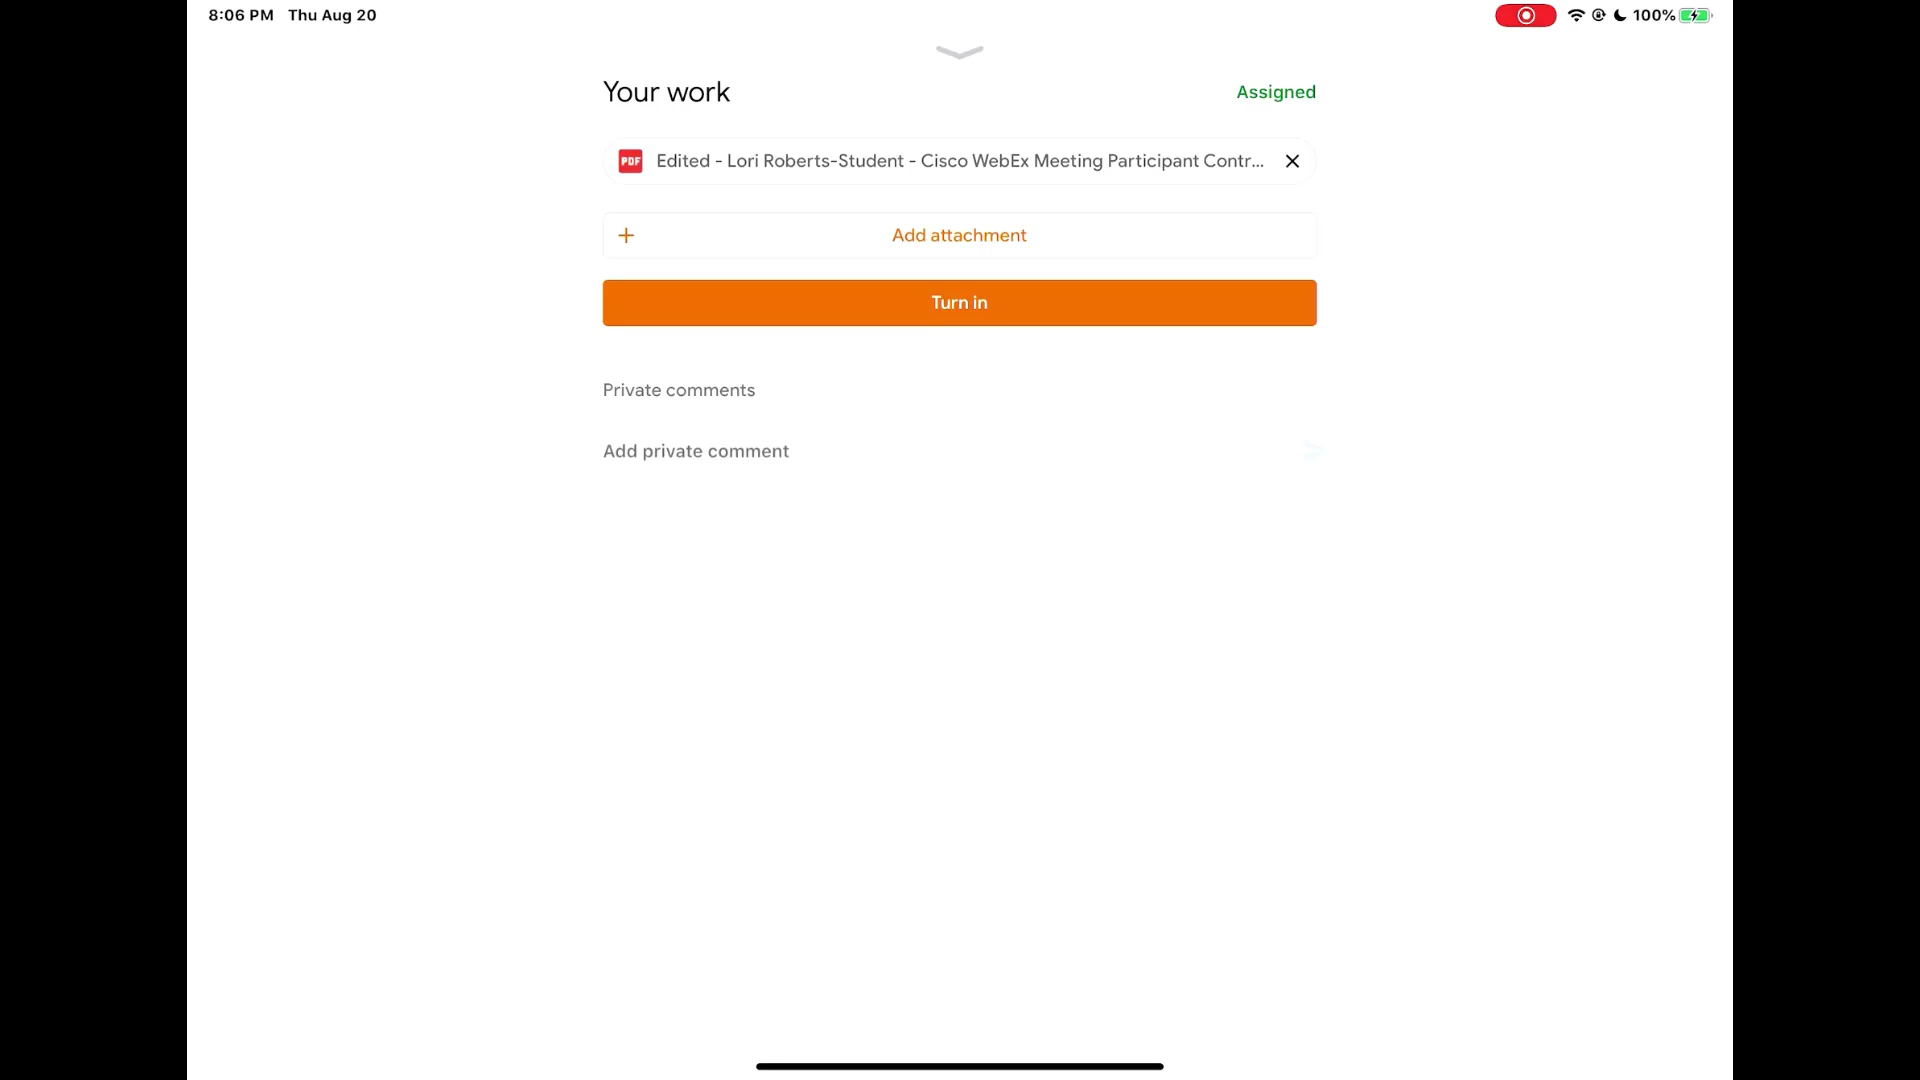 8:06 PM Thu Aug 20 100%
Your work Assigned
PDF Edited - Lori Roberts-Student - Cisco WebEx Meeting Participant Contr...
Add attachment
Turn in
Private comments
Add private comment